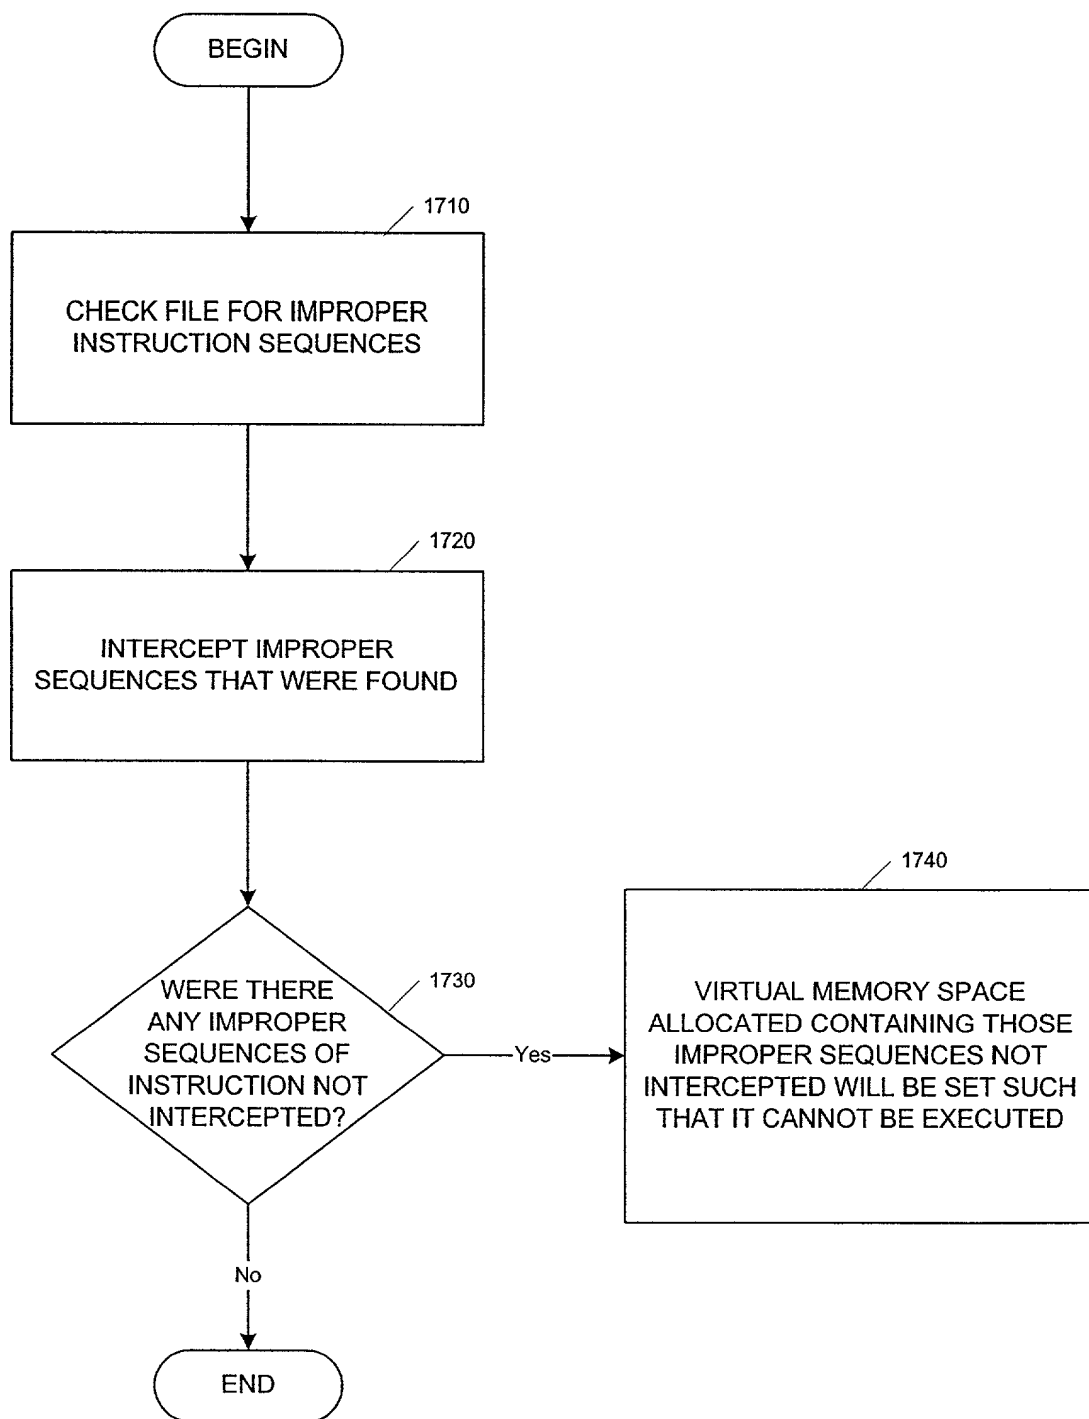 BEGIN
1710
CHECK FILE FOR IMPROPER
INSTRUCTION SEQUENCES
1720
INTERCEPT IMPROPER
SEQUENCES THAT WERE FOUND
1730
WERE THERE
ANY IMPROPER
SEQUENCES OF
INSTRUCTION NOT
INTERCEPTED?
Yes
1740
VIRTUAL MEMORY SPACE
ALLOCATED CONTAINING THOSE
IMPROPER SEQUENCES NOT
INTERCEPTED WILL BE SET SUCH
THAT IT CANNOT BE EXECUTED
No
END